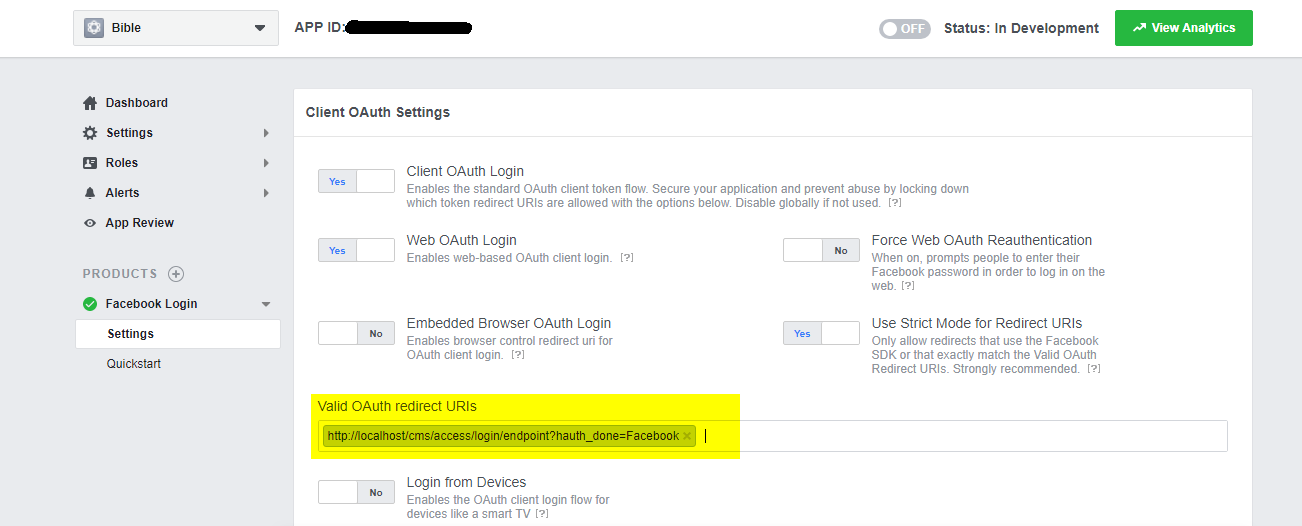 Bible
APP ID:
OFF
Status: In Development
View Analytics
Dashboard
Settings
Roles
Alerts
App Review
PRODUCTS
Facebook Login
Settings
Quickstart
Client OAuth Settings
Yes
Client OAuth Login
Enables the standard OAuth client token flow. Secure your application and prevent abuse by locking down
which token redirect URIs are allowed with the options below. Disable globally if not used. [?]
Yes
Web OAuth Login
Enables web-based OAuth client login. [?]
No
Force Web OAuth Reauthentication
When on, prompts people to enter their
Facebook password in order to log in on the
web. [?]
No
Embedded Browser OAuth Login
Enables browser control redirect uri for
OAuth client login. [?]
Yes
Use Strict Mode for Redirect URIs
Only allow redirects that use the Facebook
SDK or that exactly match the Valid OAuth
Redirect URIs. Strongly recommended. [?]
Valid OAuth redirect URIs
http://localhost/cms/access/login/endpoint?hauth_done=Facebook ×
No
Login from Devices
Enables the OAuth client login flow for
devices like a smart TV [?]